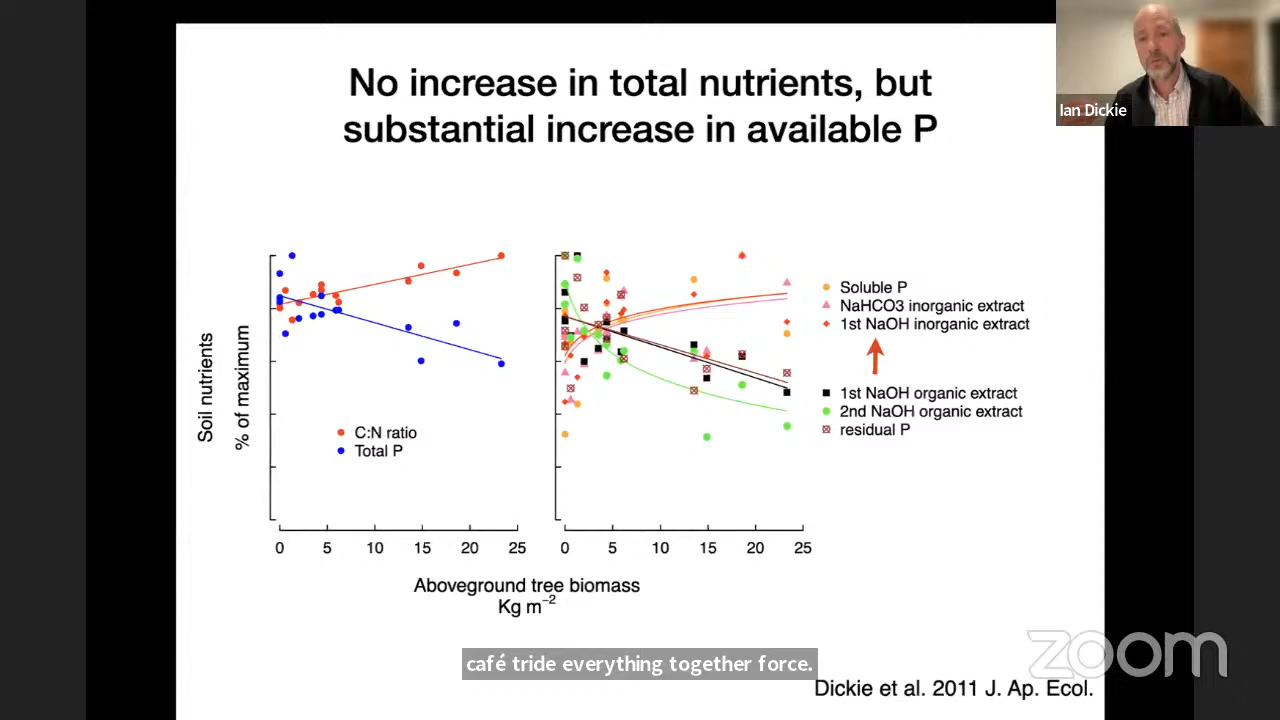 No increase in total nutrients, but
substantial increase in available P
Ian Dickie
Soil nutrients
% of maximum
C:N ratio
Total P
0 5 10 15 20 25
0 5 10 15 20 25
Soluble P
NaHCO3 inorganic extract
1st NaOH inorganic extract
1st NaOH organic extract
2nd NaOH organic extract
residual P
Aboveground tree biomass
Kg m⁻²
café tride everything together force.
zoom
Dickie et al. 2011 J. Ap. Ecol.